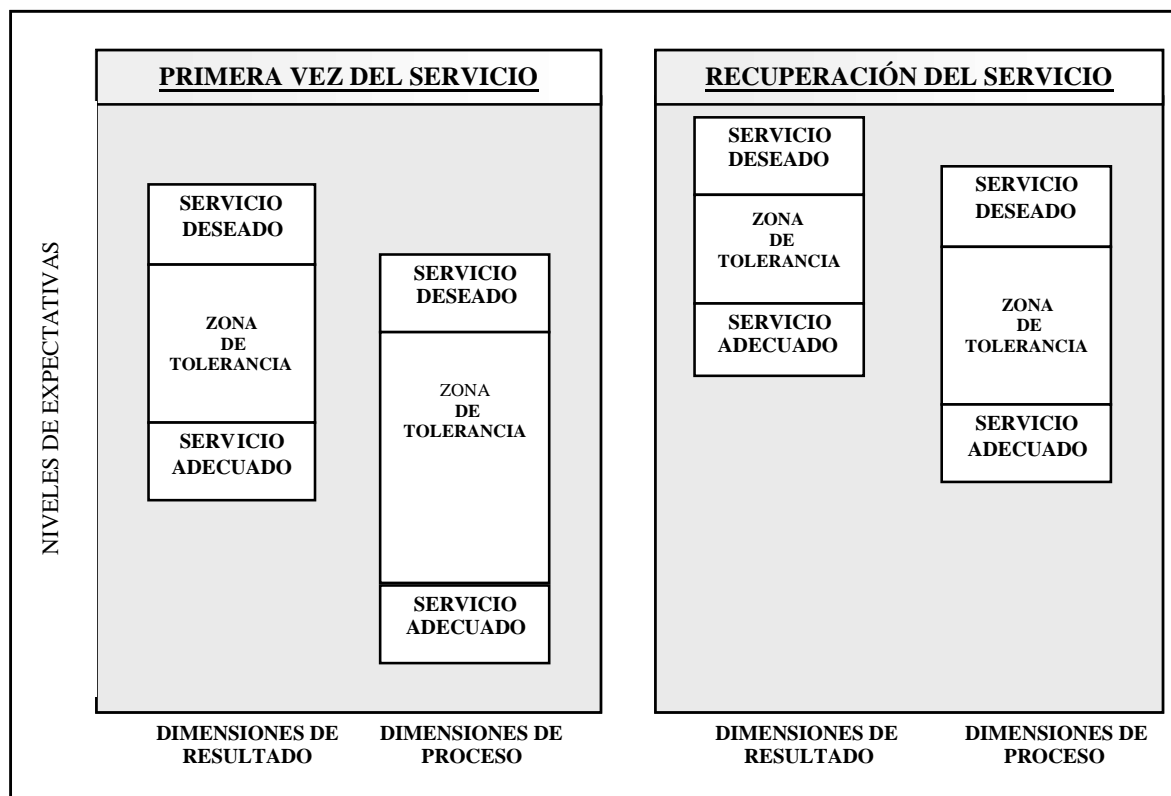 PRIMERA VEZ DEL SERVICIO
SERVICIO
DESEADO
ZONA
DE
TOLERANCIA
SERVICIO
ADECUADO
SERVICIO
DESEADO
ZONA
DE
TOLERANCIA
SERVICIO
ADECUADO
RECUPERACIÓN DEL SERVICIO
SERVICIO
DESEADO
ZONA
DE
TOLERANCIA
SERVICIO
ADECUADO
SERVICIO
DESEADO
ZONA
DE
TOLERANCIA
SERVICIO
ADECUADO
NIVELES DE EXPECTATIVAS
DIMENSIONES DE
RESULTADO
DIMENSIONES DE
PROCESO
DIMENSIONES DE
RESULTADO
DIMENSIONES DE
PROCESO